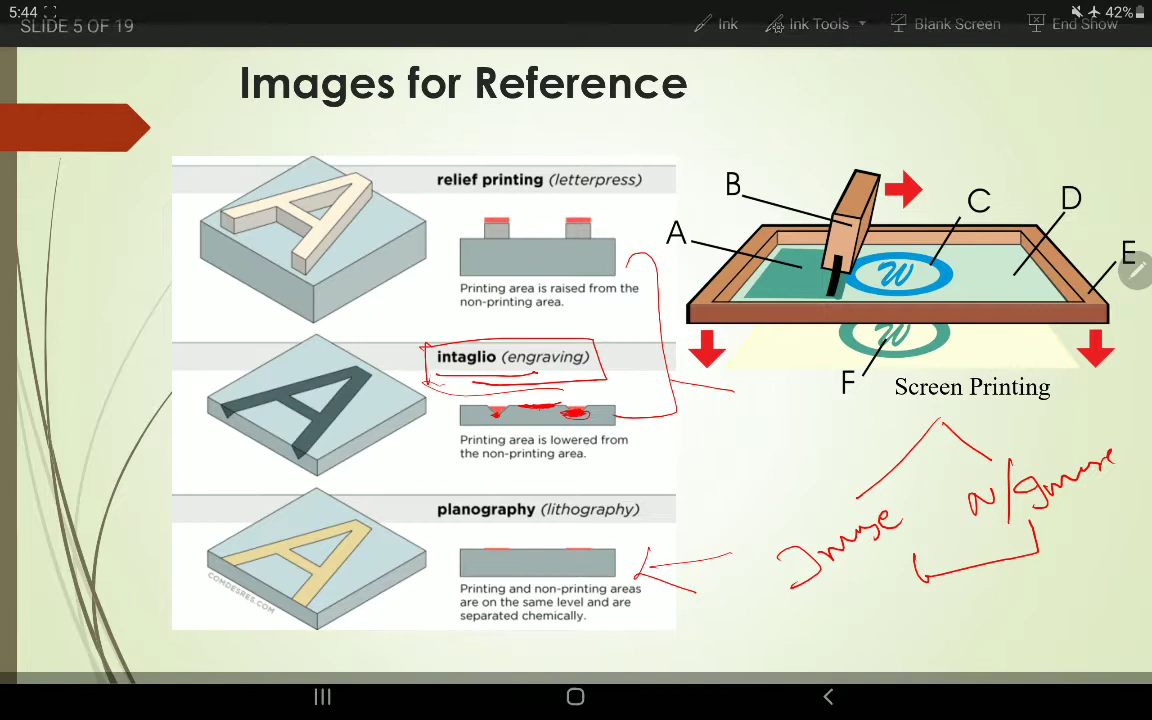 5:44
42%
SLIDE 5 OF 19
Ink
Ink Tools
Blank Screen
End Show
Images for Reference
relief printing (letterpress)
Printing area is raised from the
non-printing area.
intaglio (engraving)
Printing area is lowered from
the non-printing area.
planography (lithography)
Printing and non-printing areas
are on the same level and are
separated chemically.
COMDESRES.COM
A
B
C
D
E
F
W
W
Screen Printing
Image
N/Image